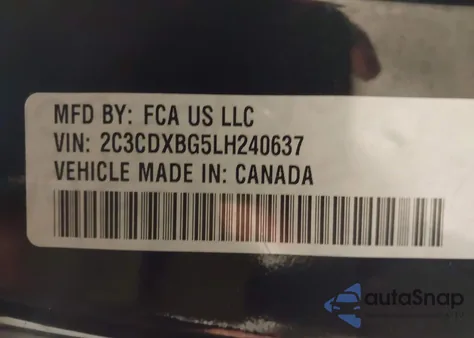 MFD BY: FCA US LLC
VIN: 2C3CDXBG5LH240637
VEHICLE MADE IN: CANADA
autoSnap